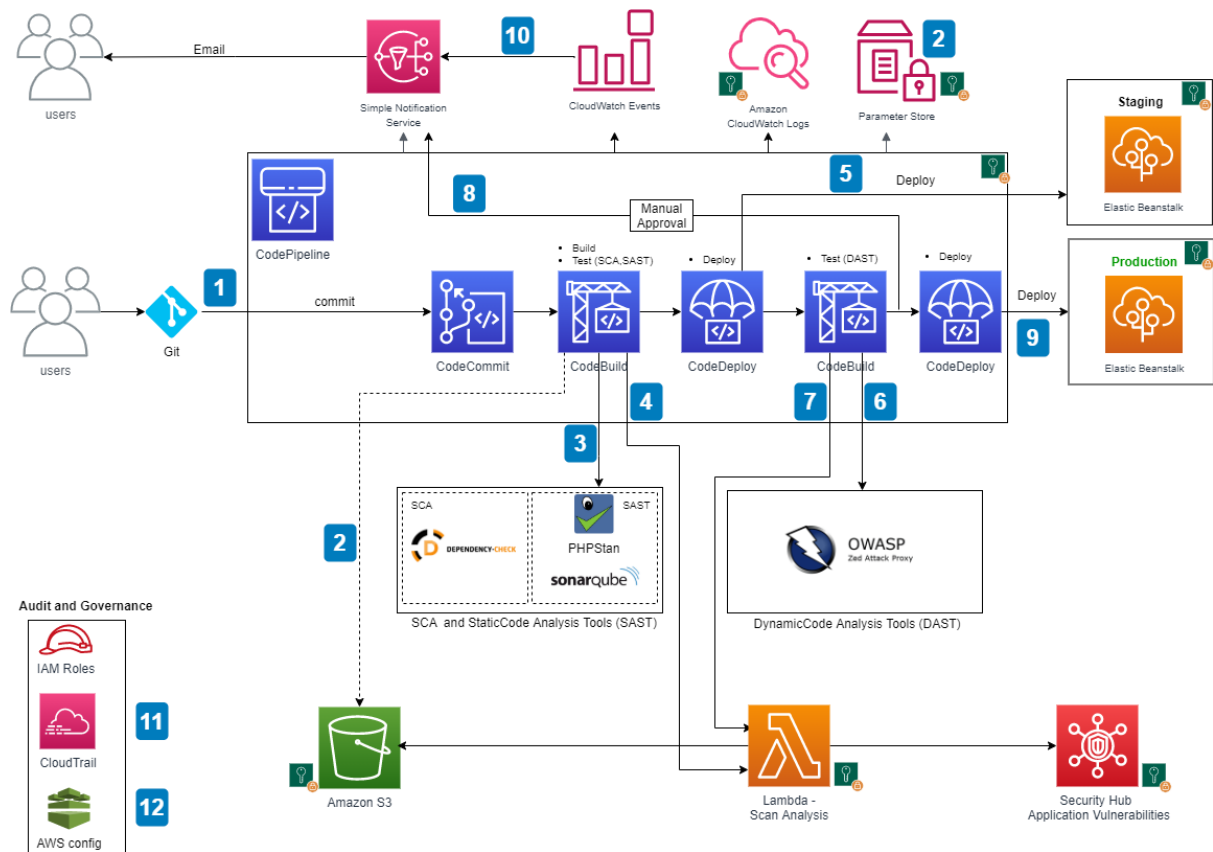 10
2
Email
users
Simple Notification
Service
CloudWatch Events
Amazon
CloudWatch Logs
Parameter Store
Staging
Elastic Beanstalk
5
Deploy
8
Manual
Approval
CodePipeline
• Build
• Test (SCA,SAST)
• Deploy
• Test (DAST)
• Deploy
Production
1
commit
Deploy
9
Git
users
CodeCommit
CodeBuild
CodeDeploy
CodeBuild
CodeDeploy
Elastic Beanstalk
3
4
7
6
SCA
SAST
DEPENDENCY-CHECK
PHPStan
sonarqube
OWASP
Zed Attack Proxy
2
SCA and StaticCode Analysis Tools (SAST)
DynamicCode Analysis Tools (DAST)
Audit and Governance
IAM Roles
11
CloudTrail
12
AWS config
Amazon S3
Lambda -
Scan Analysis
Security Hub
Application Vulnerabilities